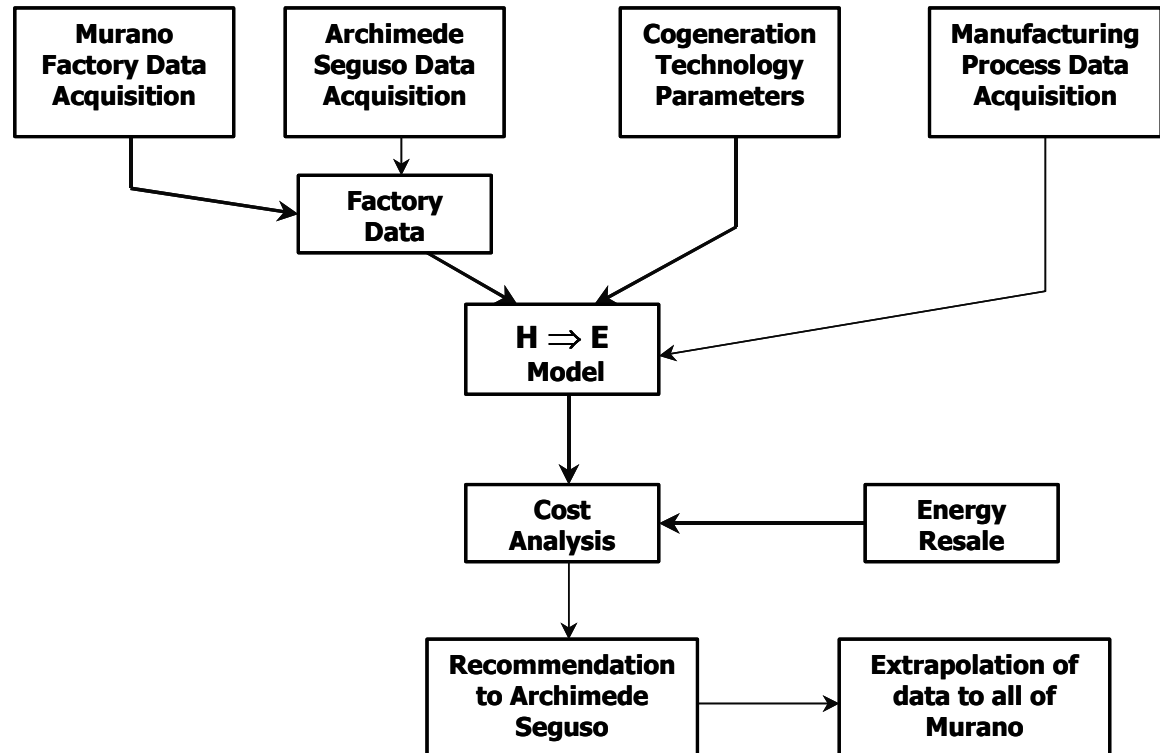 Murano
Factory Data
Acquisition
Archimede
Seguso Data
Acquisition
Cogeneration
Technology
Parameters
Manufacturing
Process Data
Acquisition
Factory
Data
H ⇒ E
Model
Cost
Analysis
Energy
Resale
Recommendation
to Archimede
Seguso
Extrapolation of
data to all of
Murano